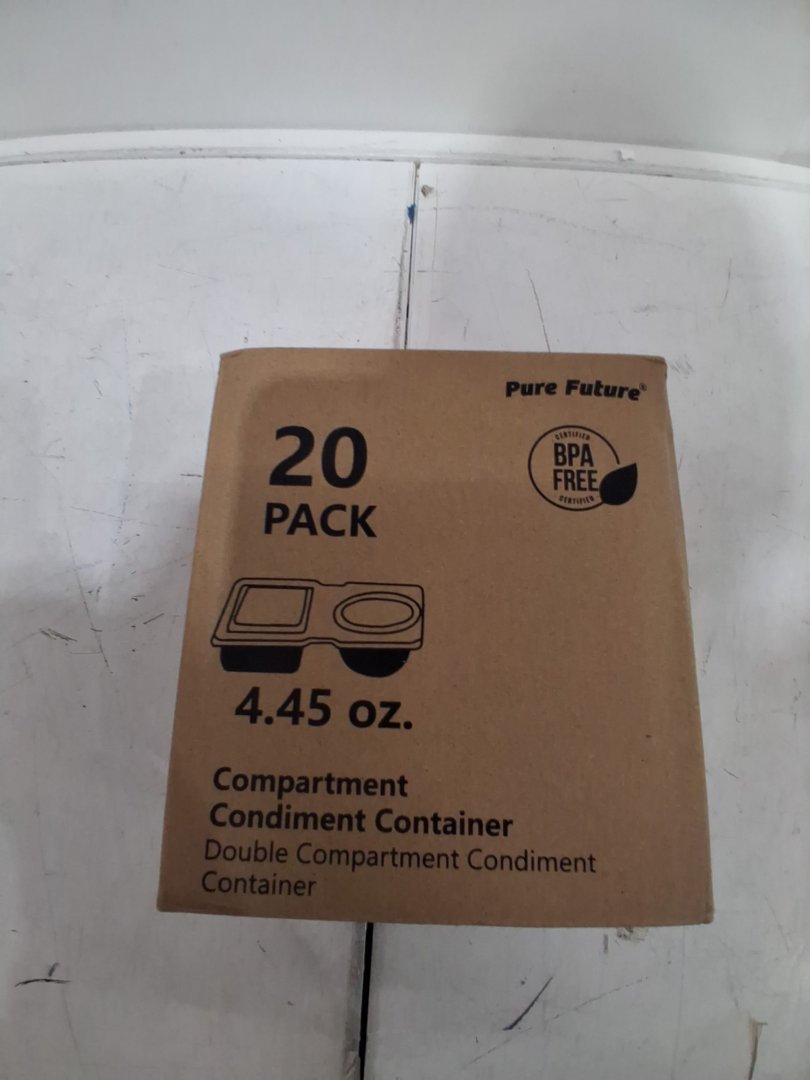 Pure Future®
20
PACK
CERTIFIED
BPA
FREE
CERTIFIED
4.45 oz.
Compartment
Condiment Container
Double Compartment Condiment
Container